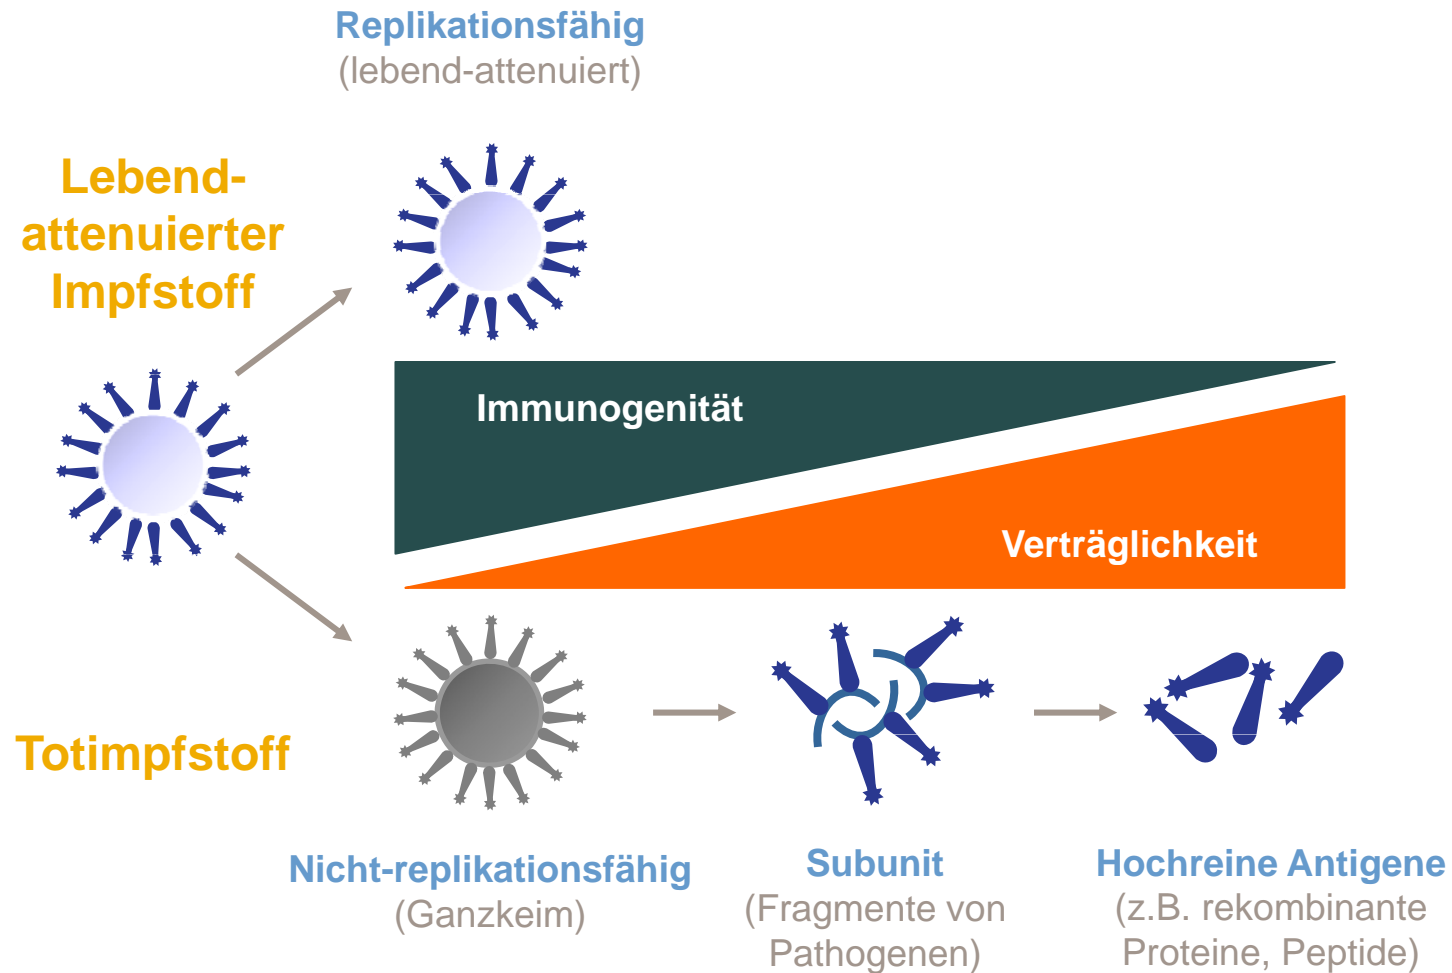 Replikationsfähig
(lebend-attenuiert)
Lebend-
attenuierter
Impfstoff
Immunogenität
Verträglichkeit
Totimpfstoff
Nicht-replikationsfähig
(Ganzkeim)
Subunit
(Fragmente von
Pathogenen)
Hochreine Antigene
(z.B. rekombinante
Proteine, Peptide)